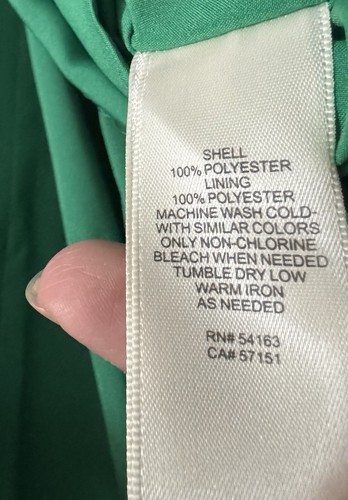 SHELL
100% POLYESTER
LINING
100% POLYESTER
MACHINE WASH COLD-
WITH SIMILAR COLORS
ONLY NON-CHLORINE
BLEACH WHEN NEEDED
TUMBLE DRY LOW
WARM IRON
AS NEEDED
RN# 54163
CA# 57151